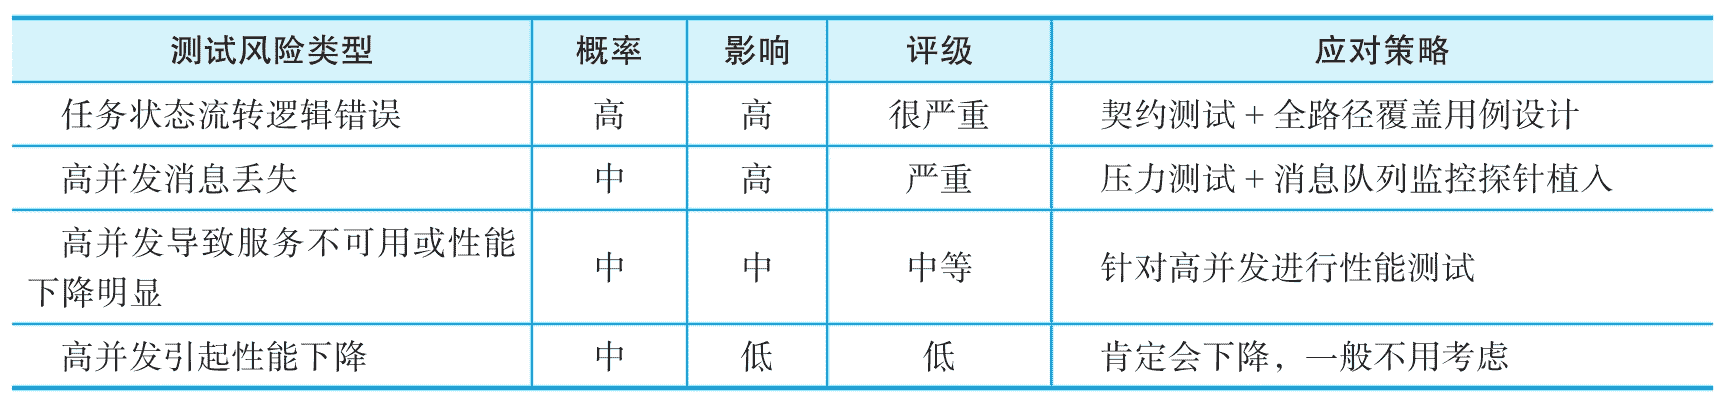 测试风险类型 概率 影响 评级 应对策略
任务状态流转逻辑错误 高 高 很严重 契约测试 + 全路径覆盖用例设计
高并发消息丢失 中 高 严重 压力测试 + 消息队列监控探针植入
高并发导致服务不可用或性能
下降明显 中 中 中等 针对高并发进行性能测试
高并发引起性能下降 中 低 低 肯定会下降，一般不用考虑